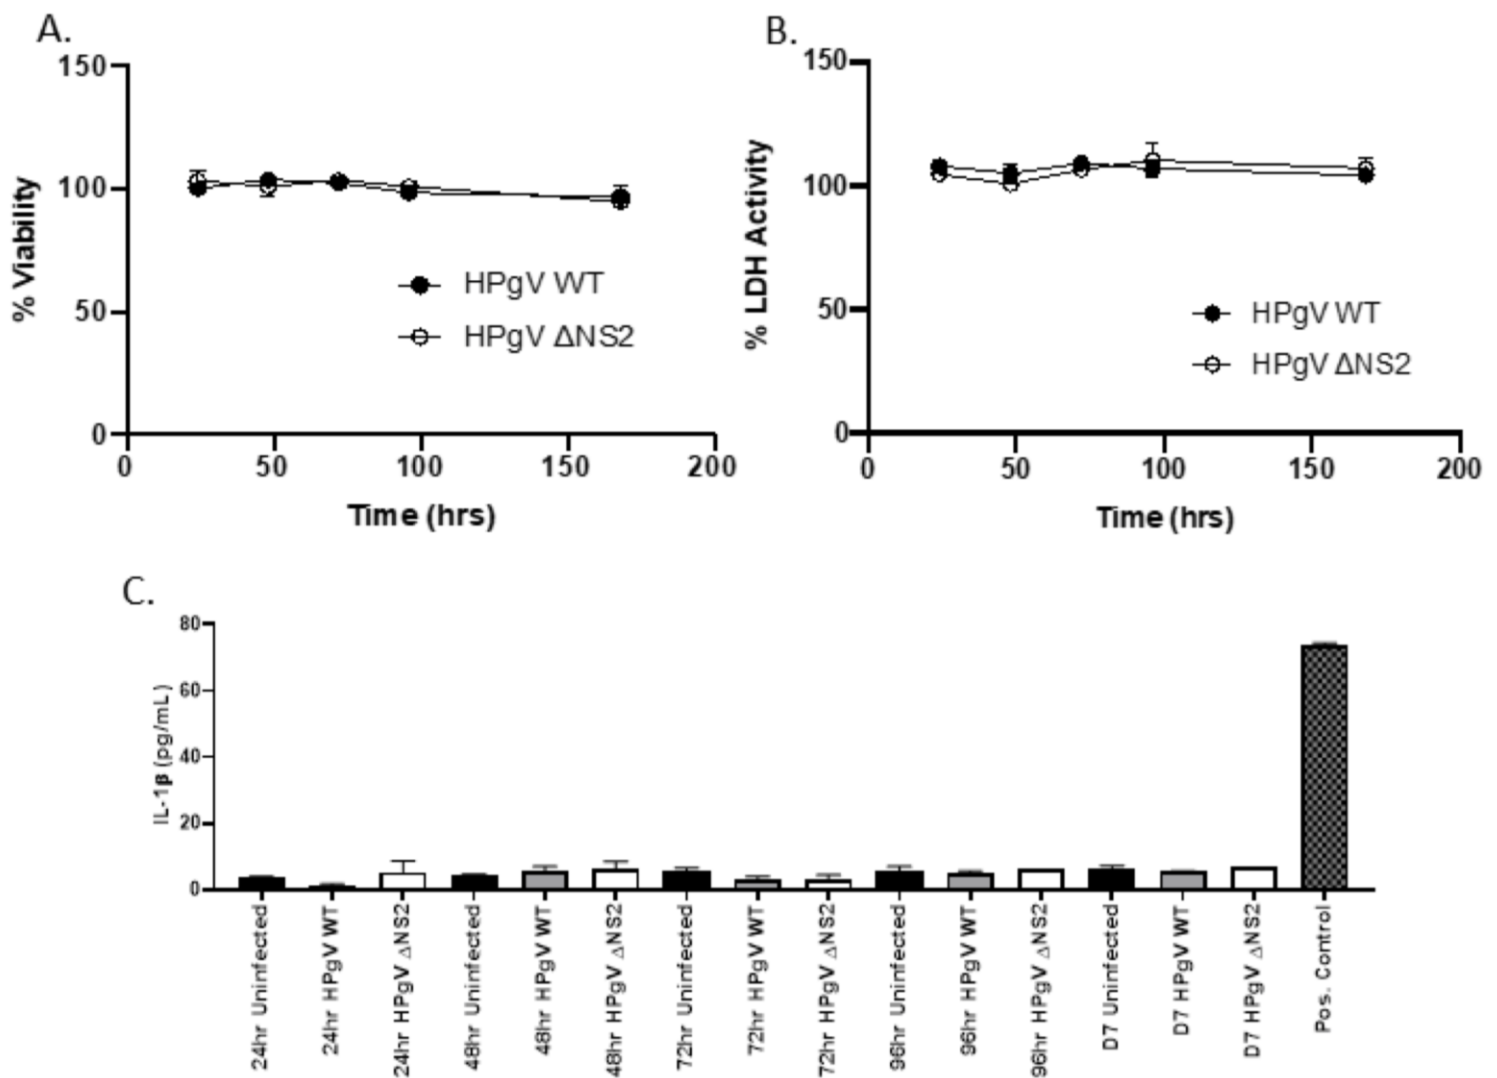 A.
150
100
50
0
% Viability
HPgV WT
HPgV ΔNS2
0 50 100 150 200
Time (hrs)
B.
150
100
50
0
% LDH Activity
HPgV WT
HPgV ΔNS2
0 50 100 150 200
Time (hrs)
C.
80
60
40
20
0
IL-1β (pg/mL)
24hr Uninfected
24hr HPgV WT
24hr HPgV ΔNS2
48hr Uninfected
48hr HPgV WT
48hr HPgV ΔNS2
72hr Uninfected
72hr HPgV WT
72hr HPgV ΔNS2
96hr Uninfected
96hr HPgV WT
96hr HPgV ΔNS2
D7 Uninfected
D7 HPgV WT
D7 HPgV ΔNS2
Pos. Control